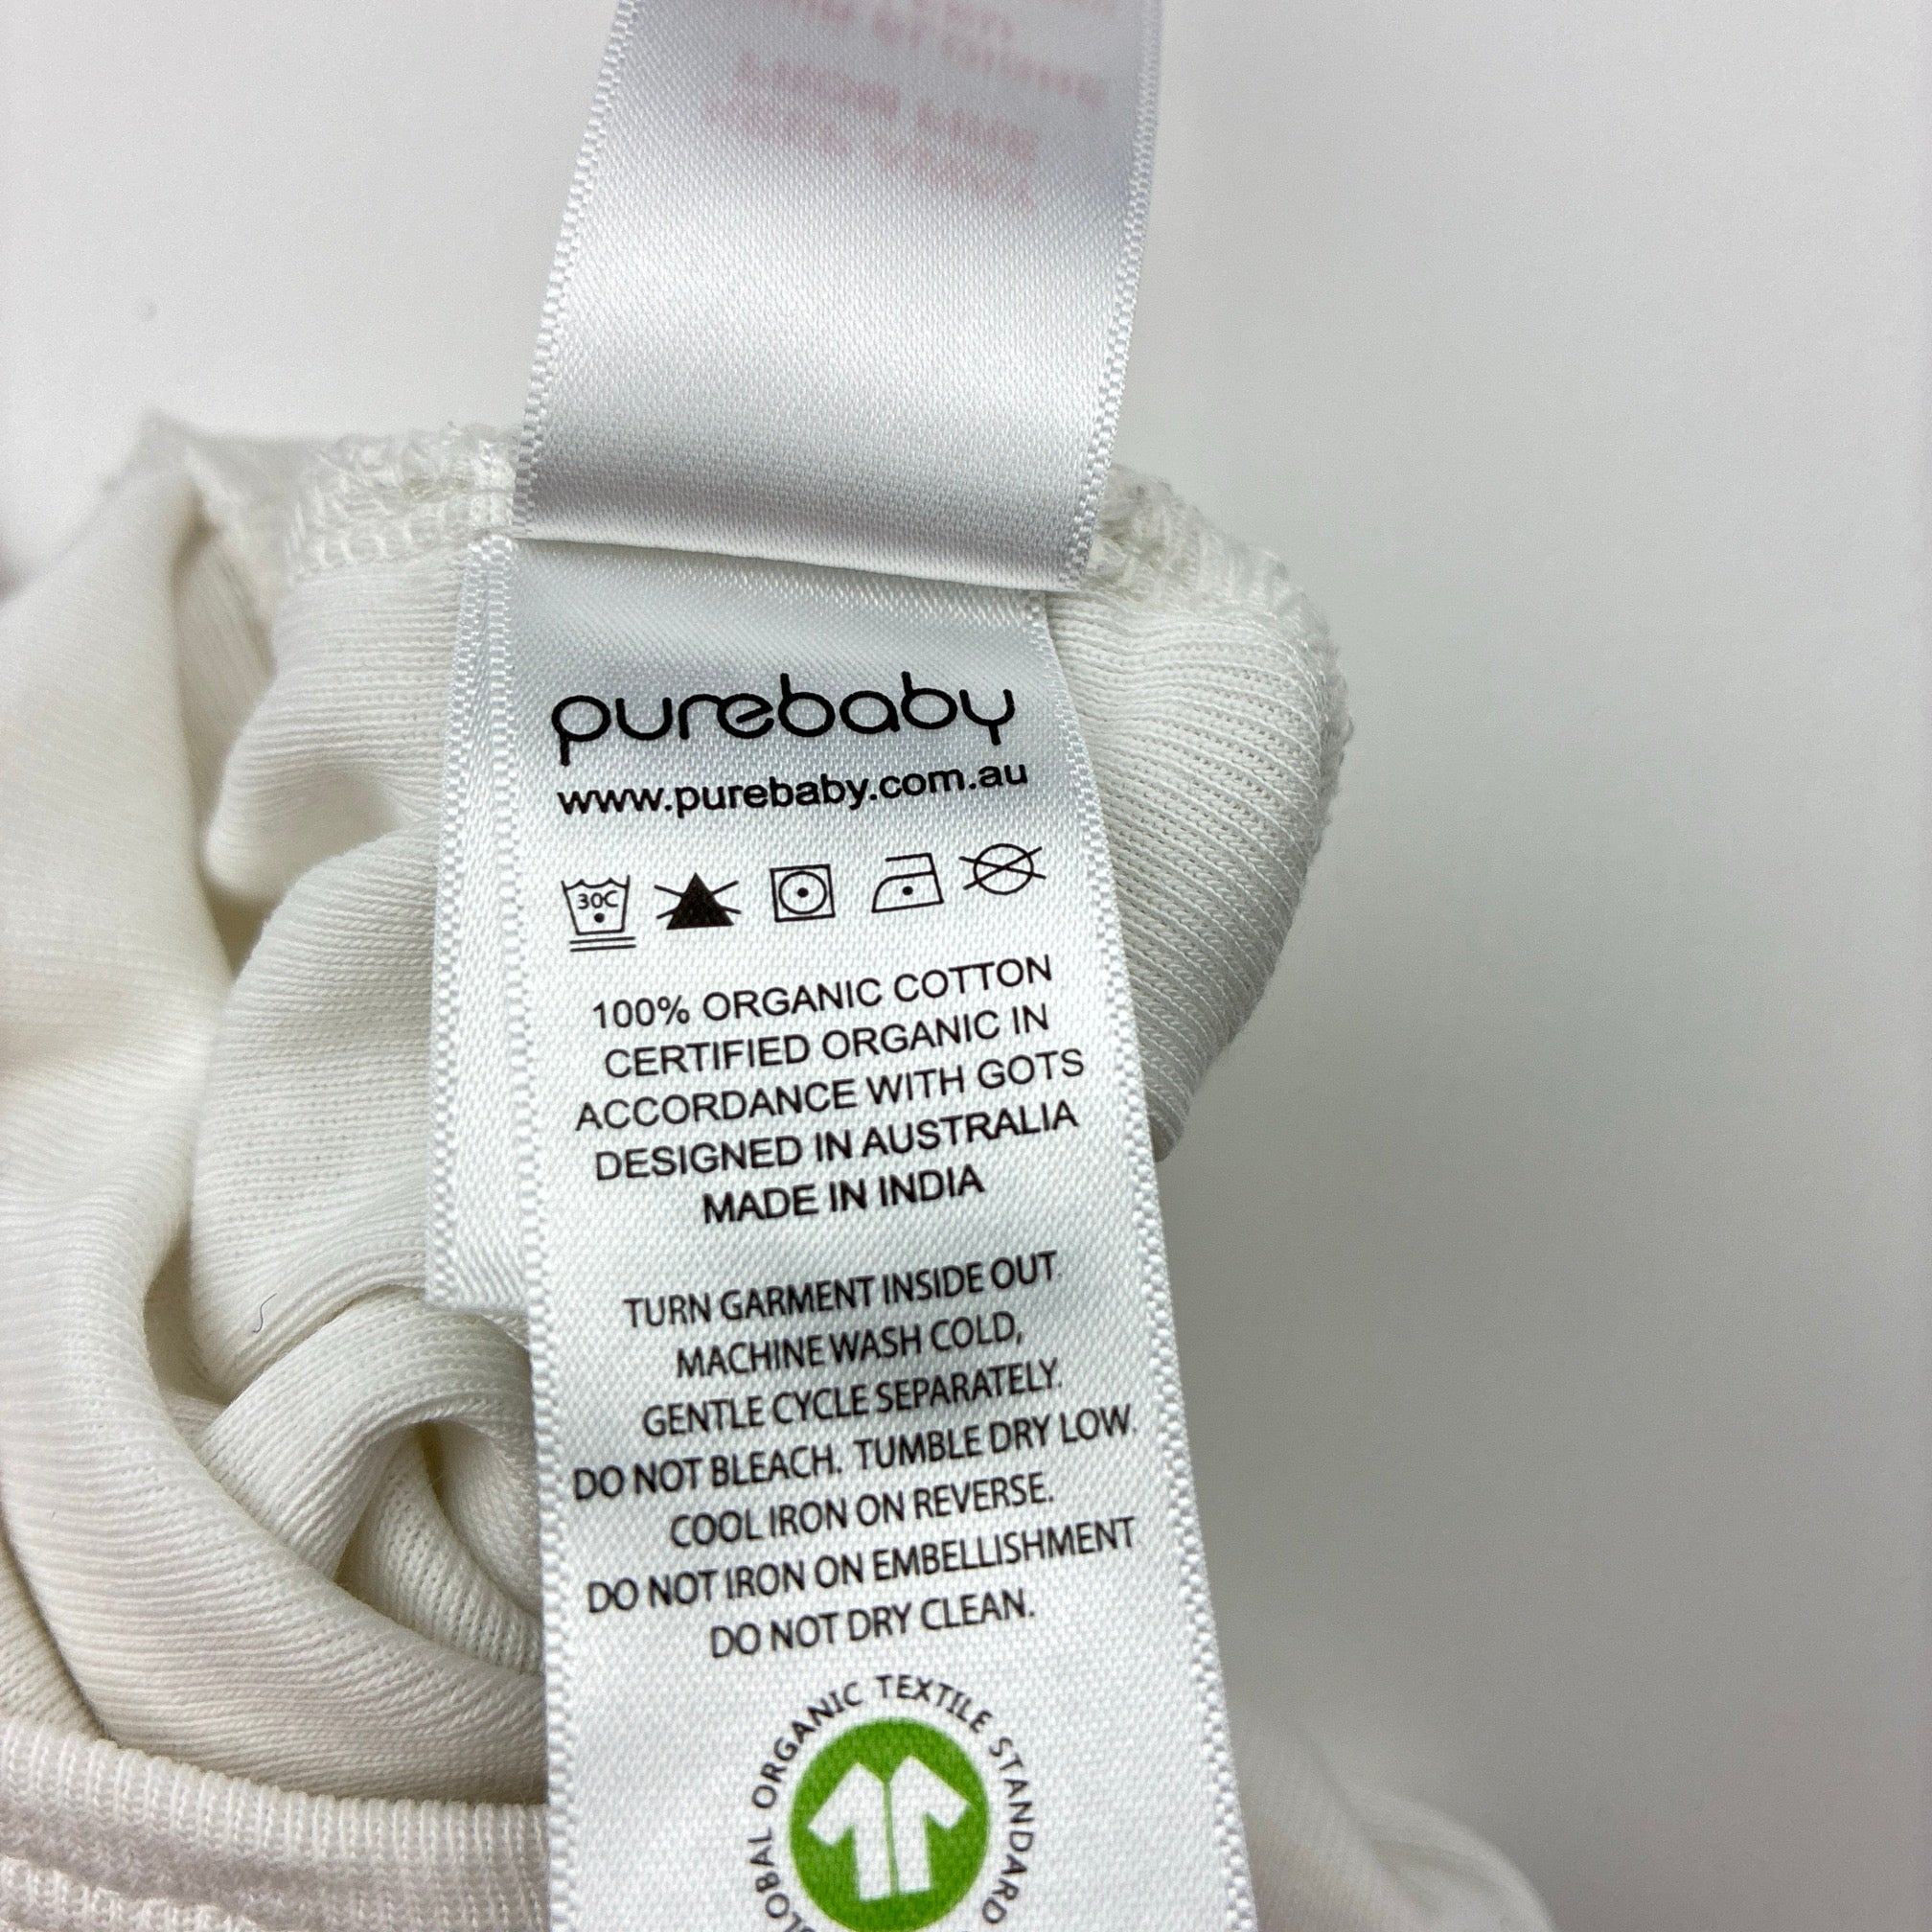 purebaby
www.purebaby.com.au
30C
100% ORGANIC COTTON
CERTIFIED ORGANIC IN
ACCORDANCE WITH GOTS
DESIGNED IN AUSTRALIA
MADE IN INDIA
TURN GARMENT INSIDE OUT
MACHINE WASH COLD,
GENTLE CYCLE SEPARATELY.
DO NOT BLEACH. TUMBLE DRY LOW.
COOL IRON ON REVERSE.
DO NOT IRON ON EMBELLISHMENT
DO NOT DRY CLEAN.
GLOBAL ORGANIC TEXTILE STANDARD